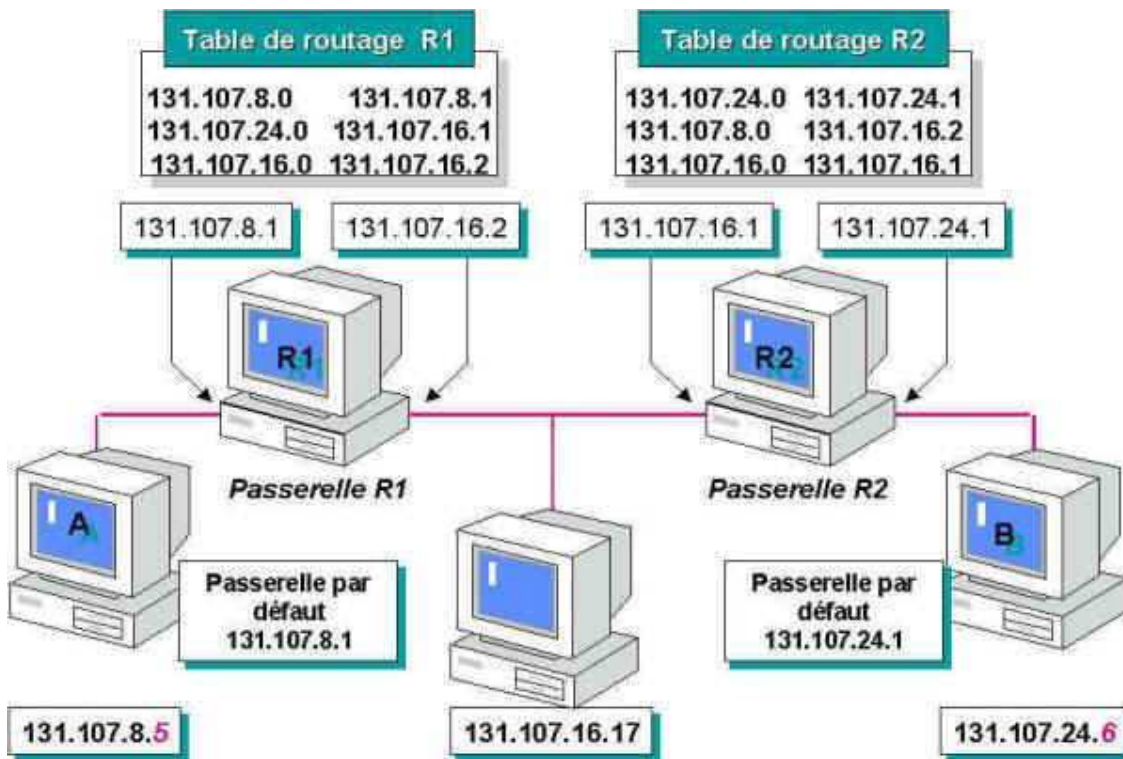 Table de routage R1
131.107.8.0 131.107.8.1
131.107.24.0 131.107.16.1
131.107.16.0 131.107.16.2
Table de routage R2
131.107.24.0 131.107.24.1
131.107.8.0 131.107.16.2
131.107.16.0 131.107.16.1
131.107.8.1
131.107.16.2
131.107.16.1
131.107.24.1
R1
R2
Passerelle R1
Passerelle R2
A
B
Passerelle par
défaut
131.107.8.1
Passerelle par
défaut
131.107.24.1
131.107.8.5
131.107.16.17
131.107.24.6